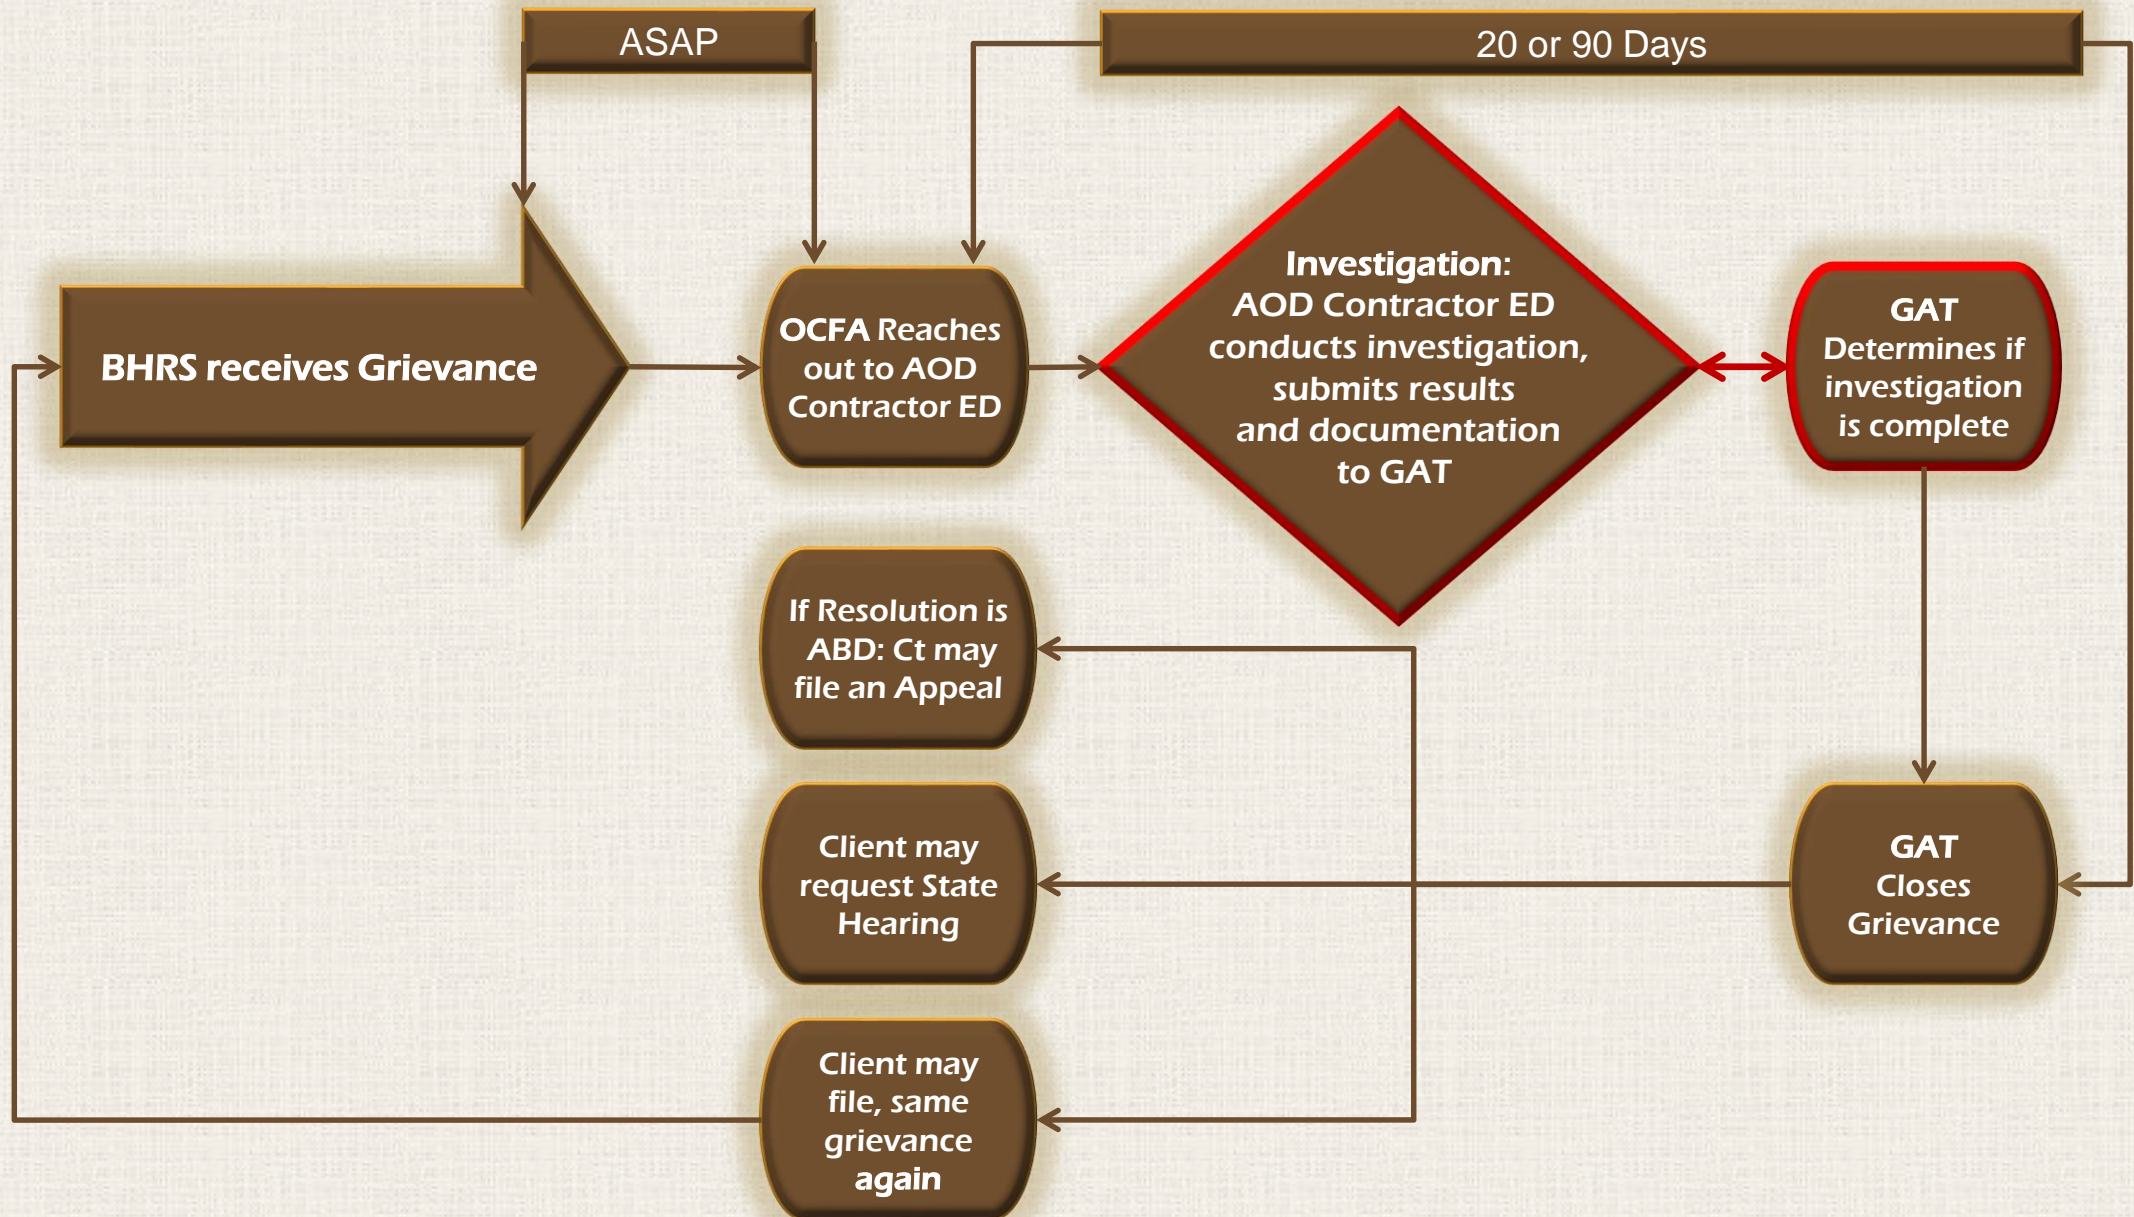 ASAP
20 or 90 Days
BHRS receives Grievance
OCFA Reaches
out to AOD
Contractor ED
Investigation:
AOD Contractor ED
conducts investigation,
submits results
and documentation
to GAT
GAT
Determines if
investigation
is complete
If Resolution is
ABD: Ct may
file an Appeal
Client may
request State
Hearing
GAT
Closes
Grievance
Client may
file, same
grievance
again